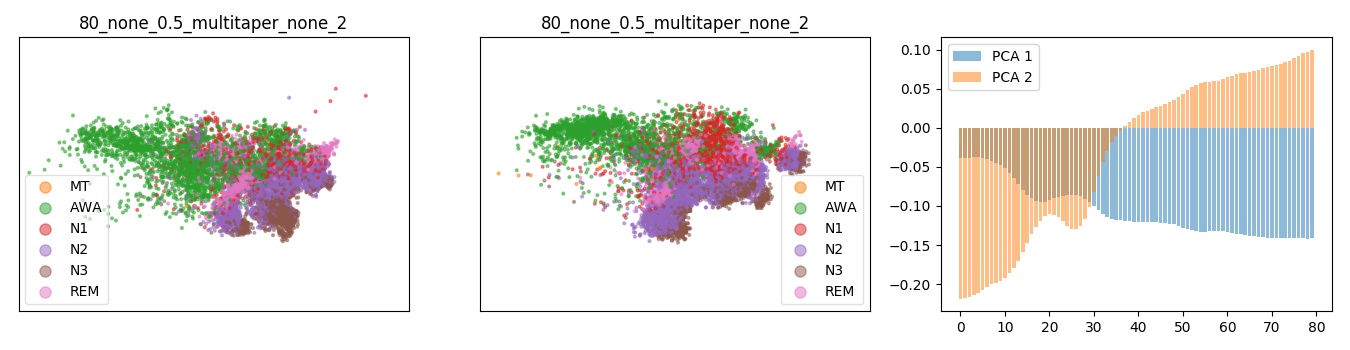 80_none_0.5_multitaper_none_2
MT
AWA
N1
N2
N3
REM
80_none_0.5_multitaper_none_2
MT
AWA
N1
N2
N3
REM
PCA 1
PCA 2
0.10
0.05
0.00
−0.05
−0.10
−0.15
−0.20
0 10 20 30 40 50 60 70 80